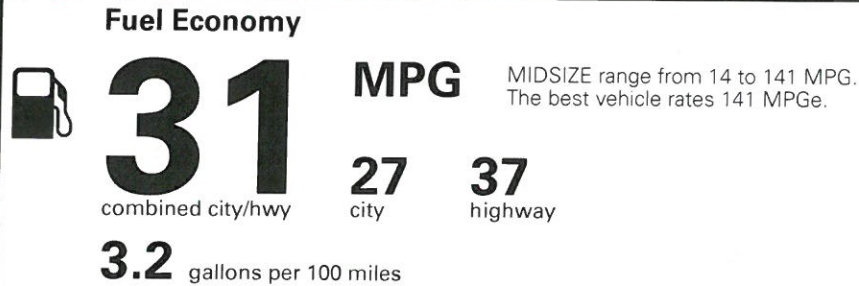 Fuel Economy
31 MPG
MIDSIZE range from 14 to 141 MPG.
The best vehicle rates 141 MPGe.
combined city/hwy
27 city
37 highway
3.2 gallons per 100 miles